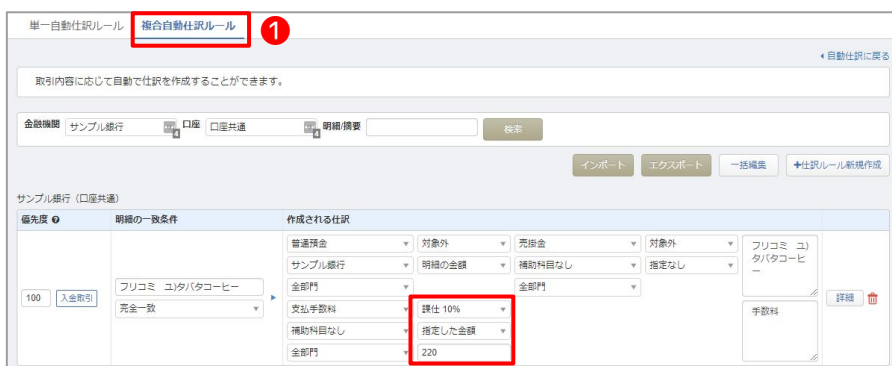 単一自動仕訳ルール 複合自動仕訳ルール 1
自動仕訳に戻る
取引内容に応じて自動で仕訳を作成することができます。
金融機関 サンプル銀行 口座 口座共通 明細/摘要 検索
インポート エクスポート 一括編集 +仕訳ルール新規作成
サンプル銀行（口座共通）
優先度 明細の一致条件 作成される仕訳
普通預金 対象外 売掛金 対象外 フリコミ ユ)タバタコーヒー
サンプル銀行 明細の金額 補助科目なし 指定なし
フリコミ ユ)タバタコーヒー 全部門 全部門
100 入金取引 完全一致 支払手数料 課仕 10% 手数料 詳細
補助科目なし 指定した金額
全部門 220